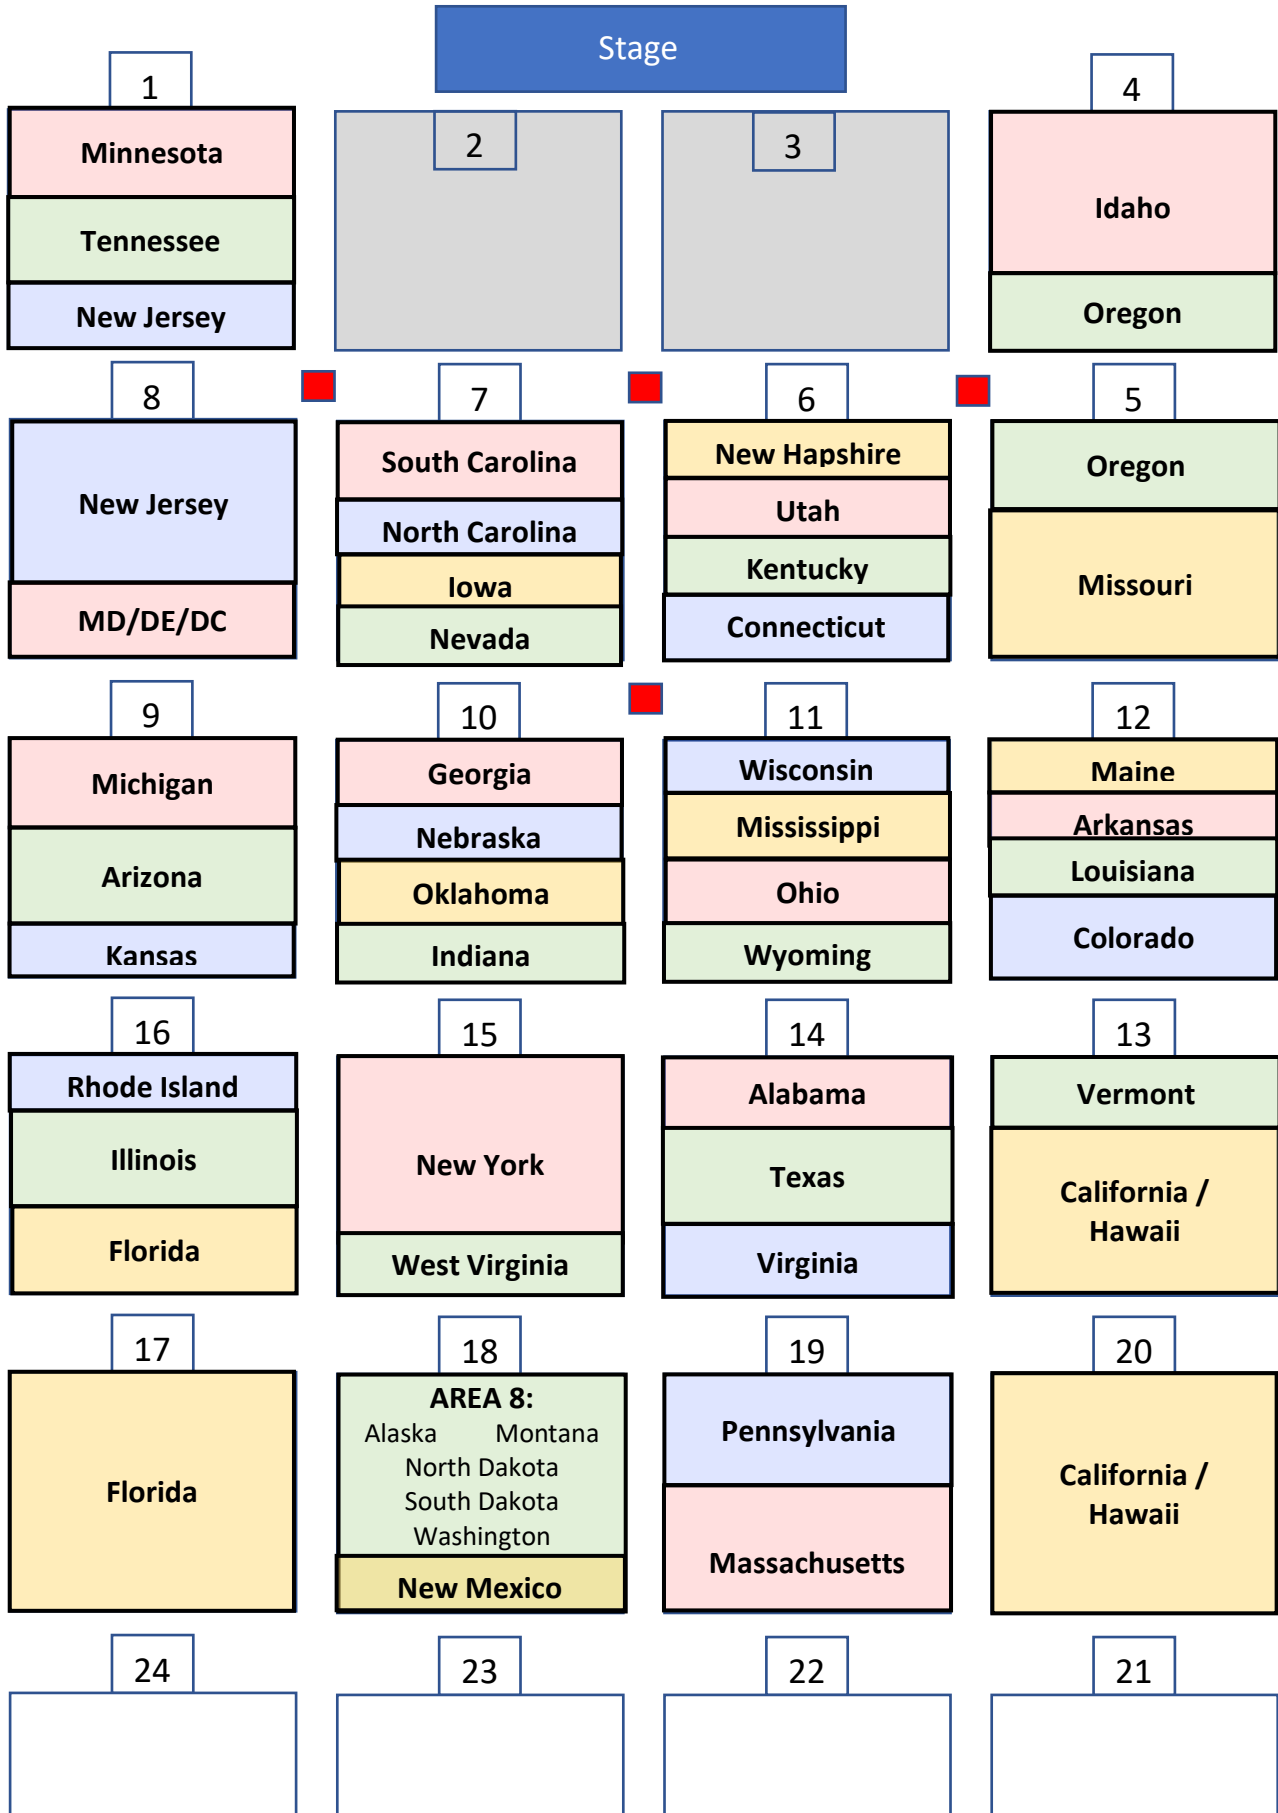 Stage
1
2
3
4
Minnesota
Tennessee
New Jersey
Idaho
Oregon
8
7
6
5
New Jersey
MD/DE/DC
South Carolina
North Carolina
Iowa
Nevada
New Hapshire
Utah
Kentucky
Connecticut
Oregon
Missouri
9
10
11
12
Michigan
Arizona
Kansas
Georgia
Nebraska
Oklahoma
Indiana
Wisconsin
Mississippi
Ohio
Wyoming
Maine
Arkansas
Louisiana
Colorado
16
15
14
13
Rhode Island
Illinois
Florida
New York
West Virginia
Alabama
Texas
Virginia
Vermont
California /
Hawaii
17
18
19
20
Florida
AREA 8:
Alaska Montana
North Dakota
South Dakota
Washington
New Mexico
Pennsylvania
Massachusetts
California /
Hawaii
24
23
22
21